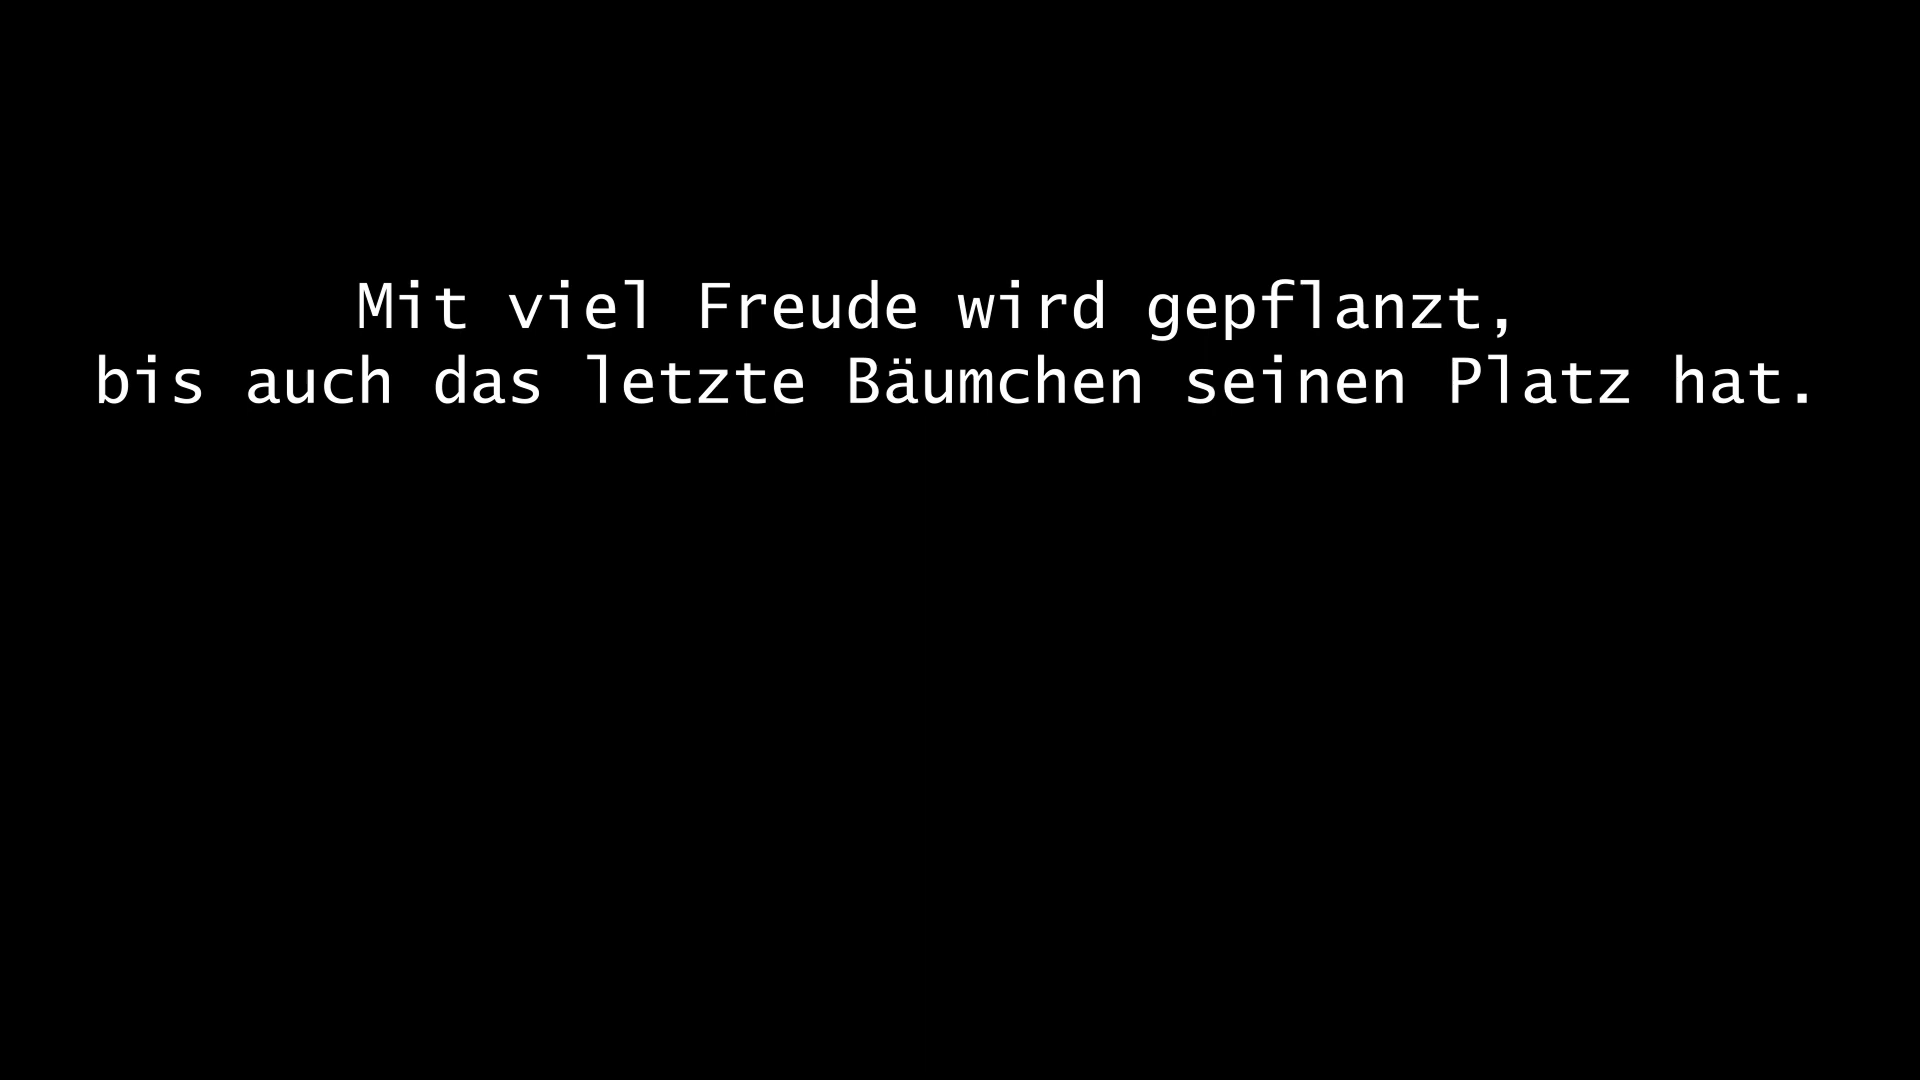 Mit viel Freude wird gepflanzt,
bis auch das letzte Bäumchen seinen Platz hat.